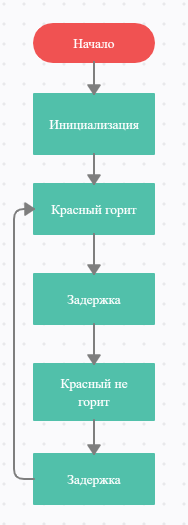 Начало
Инициализация
Красный горит
Задержка
Красный не
горит
Задержка